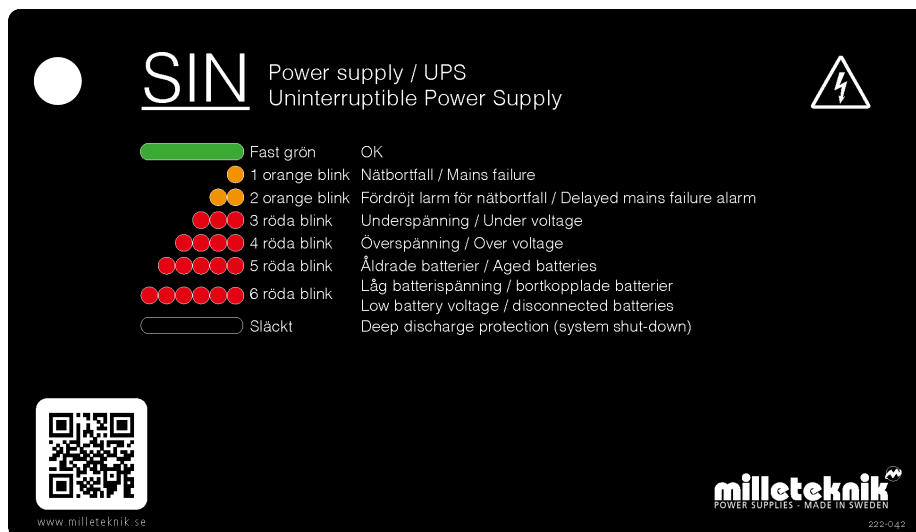 SIN
Power supply / UPS
Uninterruptible Power Supply
Fast grön OK
1 orange blink Nätbortfall / Mains failure
2 orange blink Fördröjt larm för nätbortfall / Delayed mains failure alarm
3 röda blink Underspänning / Under voltage
4 röda blink Överspänning / Over voltage
5 röda blink Åldrade batterier / Aged batteries
6 röda blink Låg batterispänning / bortkopplade batterier
Low battery voltage / disconnected batteries
Släckt Deep discharge protection (system shut-down)
milleteknik
POWER SUPPLIES - MADE IN SWEDEN
www.milleteknik.se
222-042